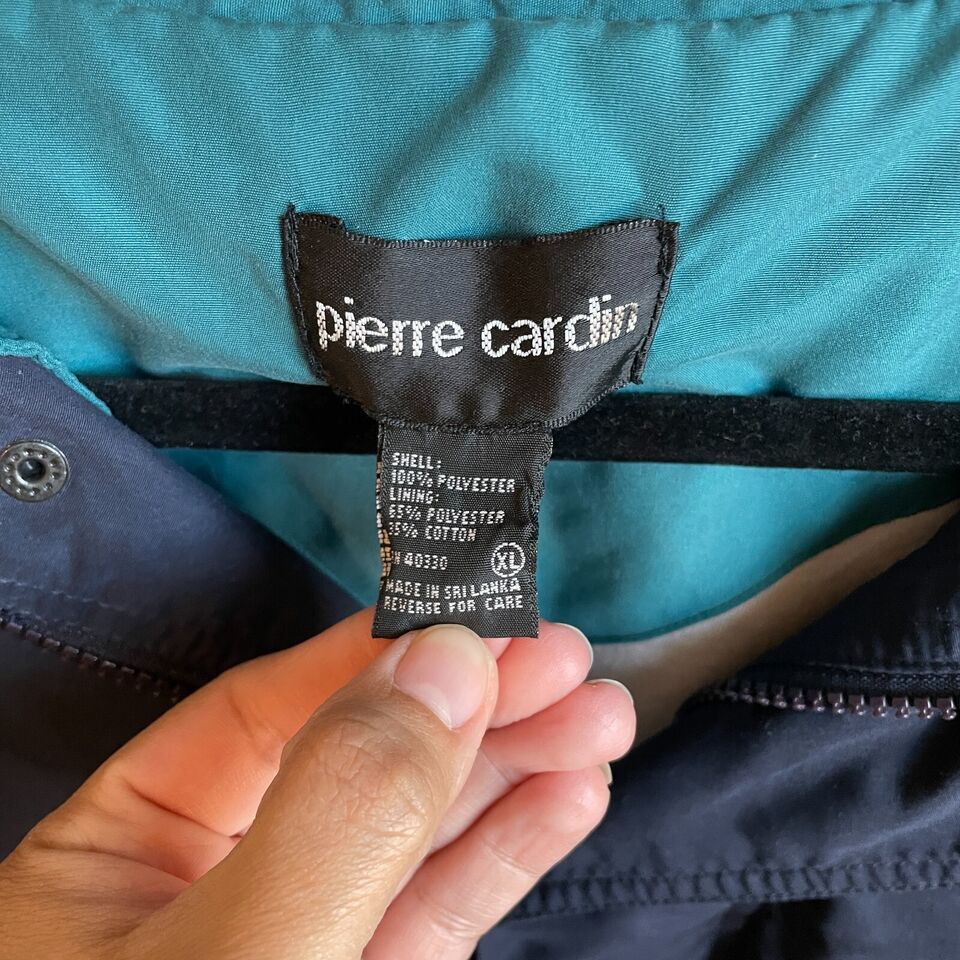 pierre cardin
SHELL:
100% POLYESTER
LINING:
65% POLYESTER
35% COTTON
40330
XL
MADE IN SRI LANKA
REVERSE FOR CARE